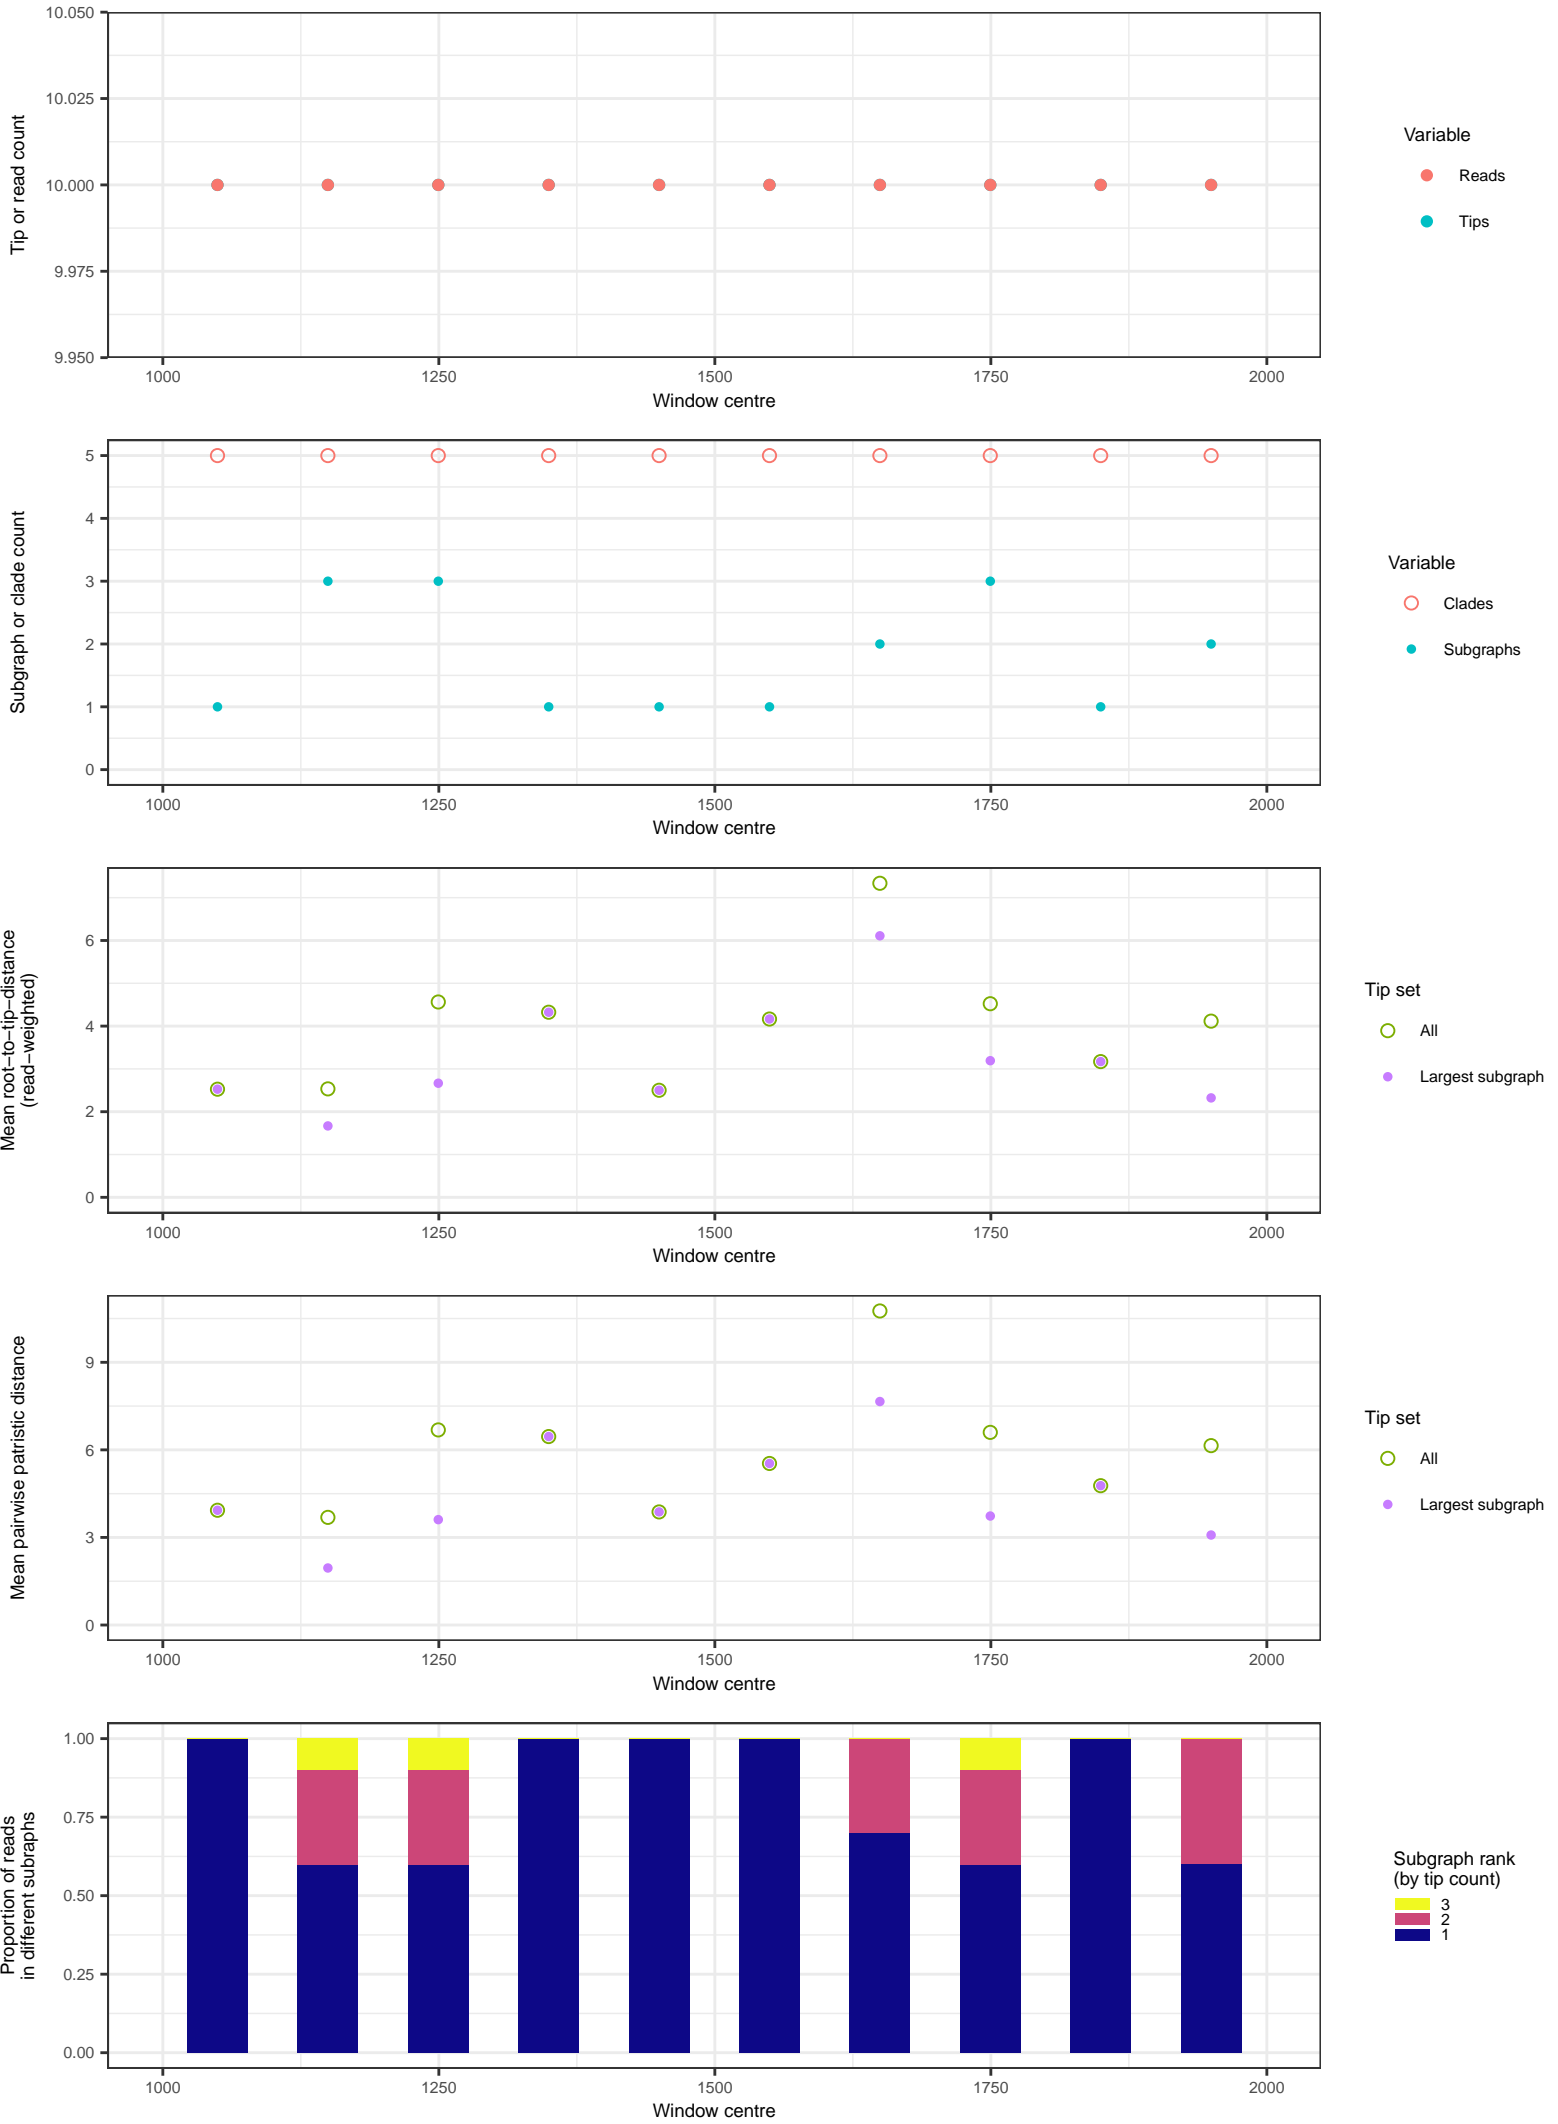 10.050
10.025
10.000
9.975
9.950
Tip or read count
1000 1250 1500 1750 2000
Window centre
Variable
Reads
Tips
5
4
3
2
1
0
Subgraph or clade count
1000 1250 1500 1750 2000
Window centre
Variable
Clades
Subgraphs
6
4
2
0
Mean root−to−tip−distance
(read−weighted)
1000 1250 1500 1750 2000
Window centre
Tip set
All
Largest subgraph
9
6
3
0
Mean pairwise patristic distance
1000 1250 1500 1750 2000
Window centre
Tip set
All
Largest subgraph
1.00
0.75
0.50
0.25
0.00
Proportion of reads
in different subraphs
1000 1250 1500 1750 2000
Window centre
Subgraph rank
(by tip count)
3
2
1